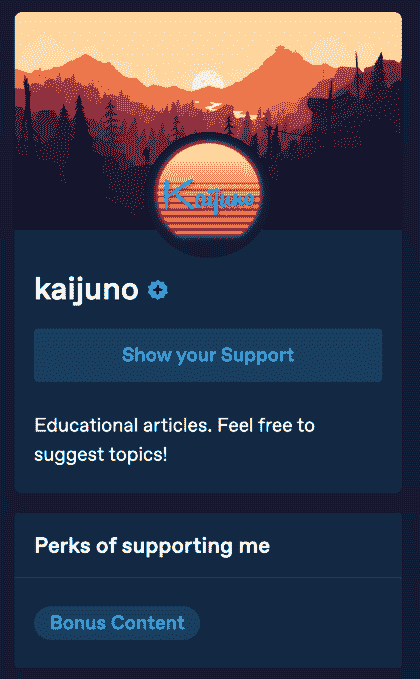 Kaijuno
kaijuno
Show your Support
Educational articles. Feel free to
suggest topics!
Perks of supporting me
Bonus Content